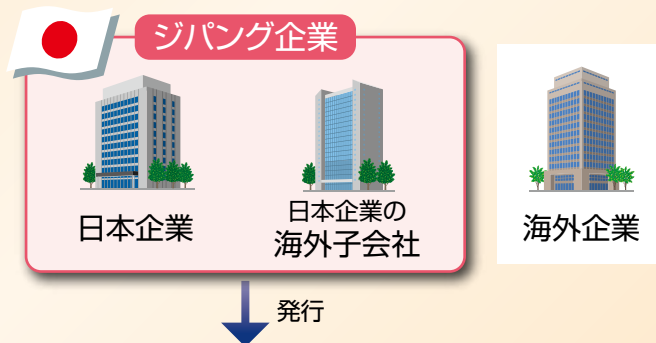 ジパング企業
日本企業
日本企業の
海外子会社
海外企業
発行